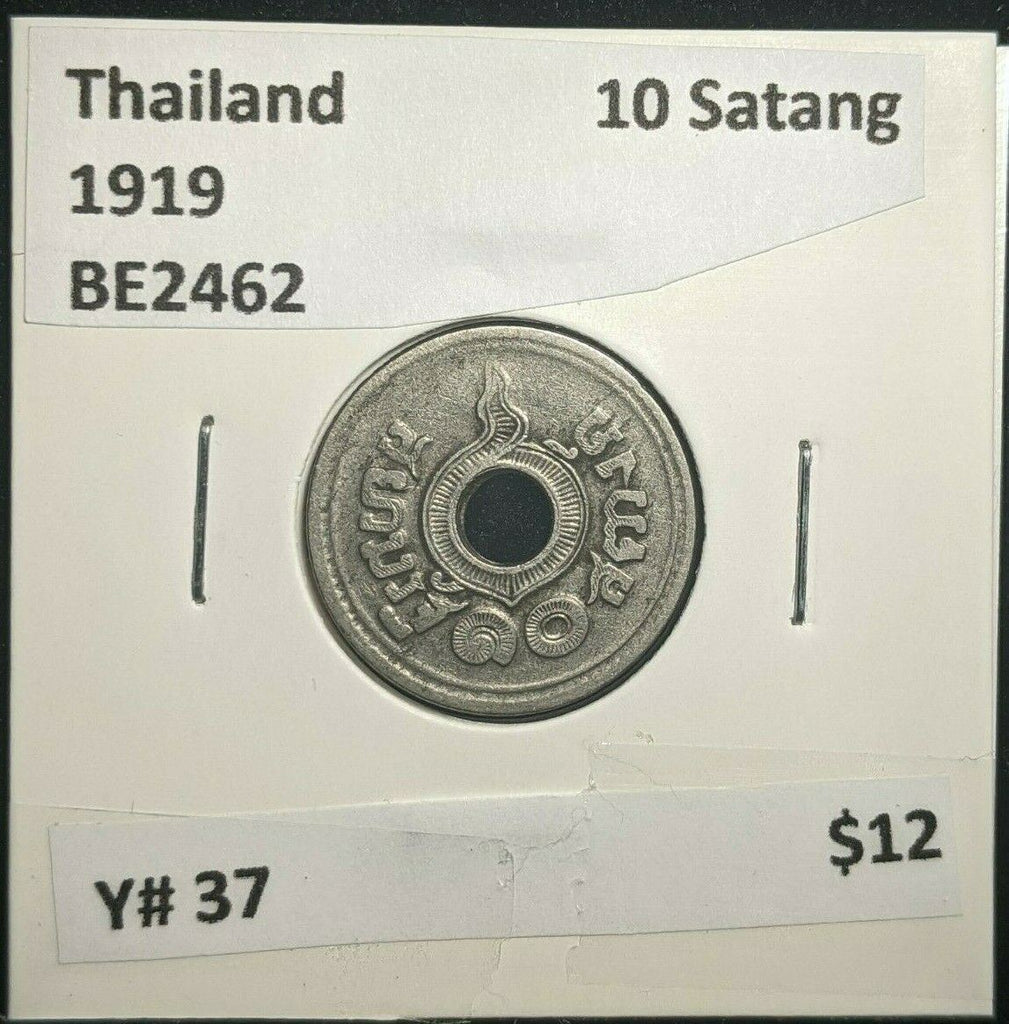 Thailand 10 Satang
1919
BE2462
๑๐
Y# 37 $12